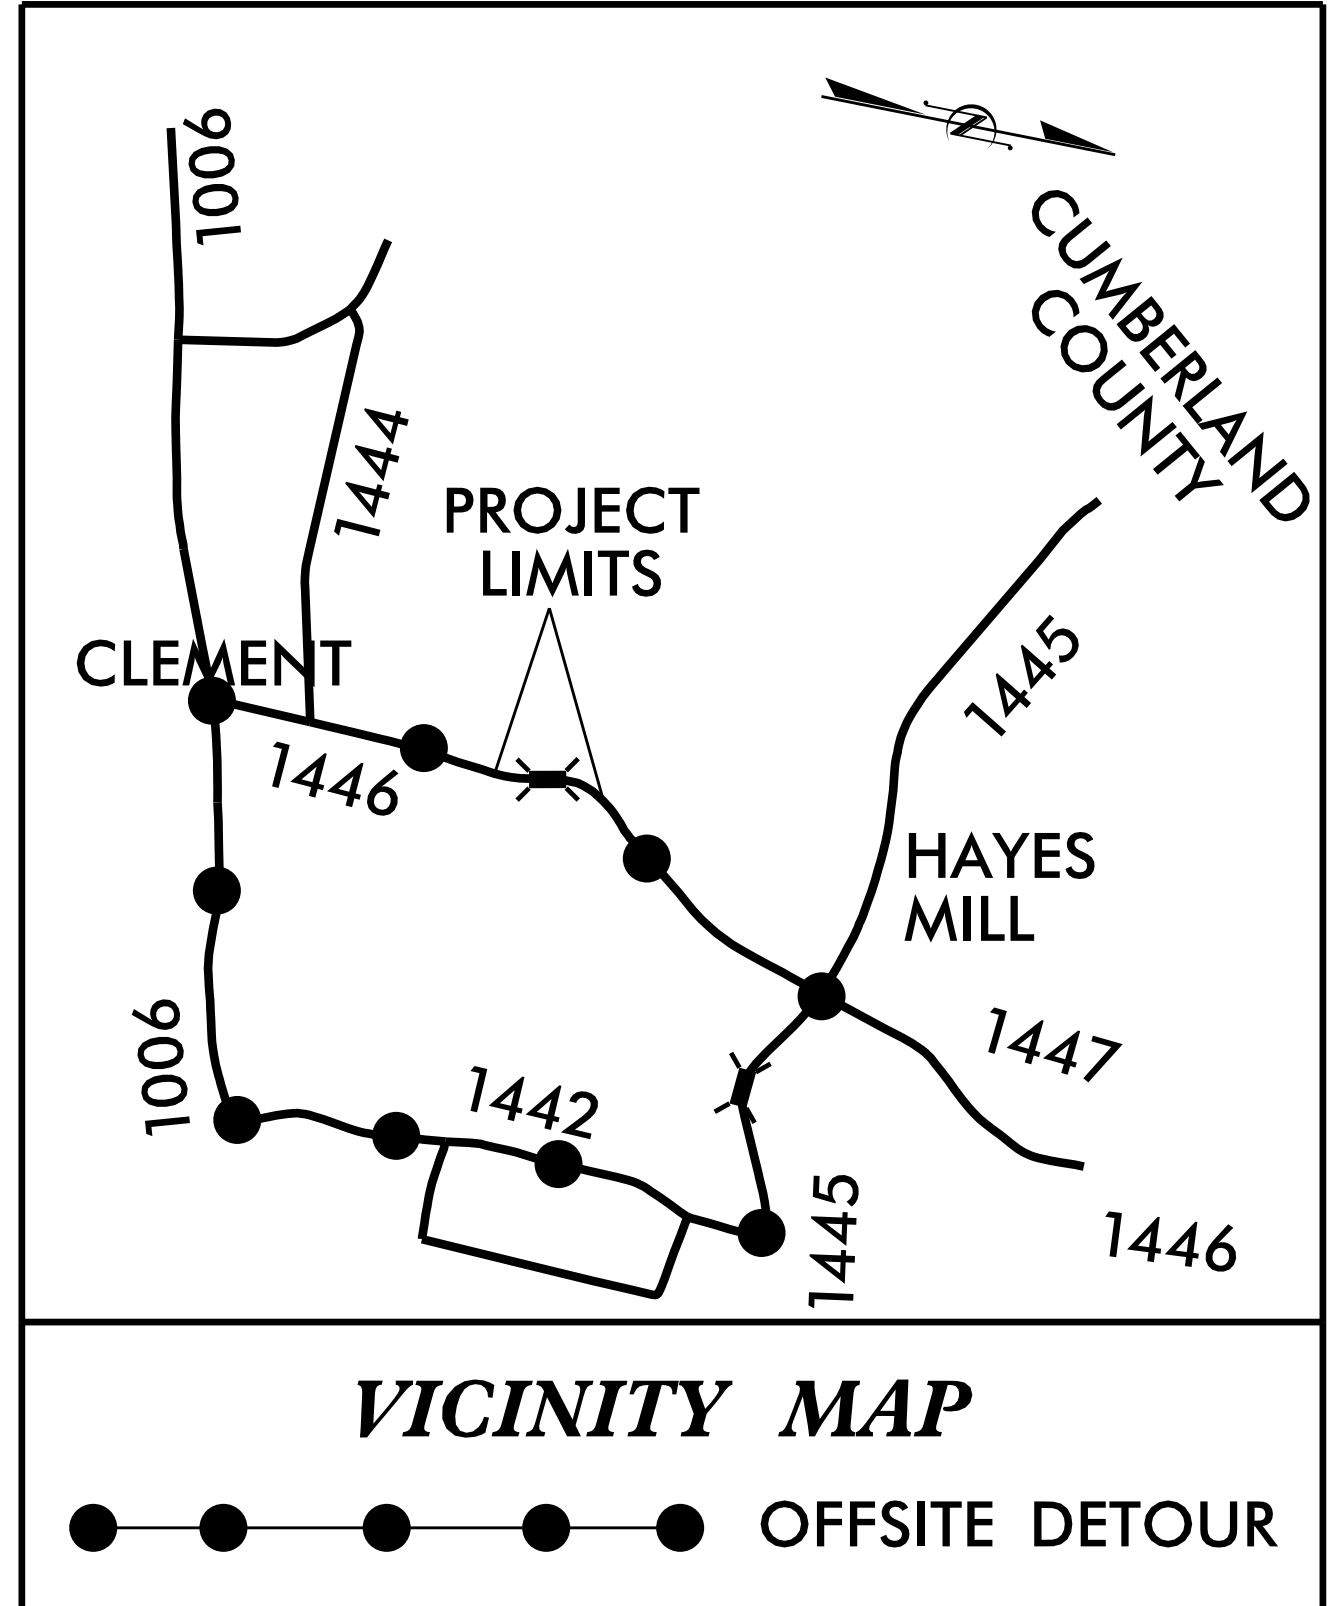 1006
CUMBERLAND
COUNTY
1444
PROJECT
LIMITS
CLEMENT
1445
1446
HAYES
MILL
1006
1447
1442
1445
1446
VICINITY MAP
OFFSITE DETOUR